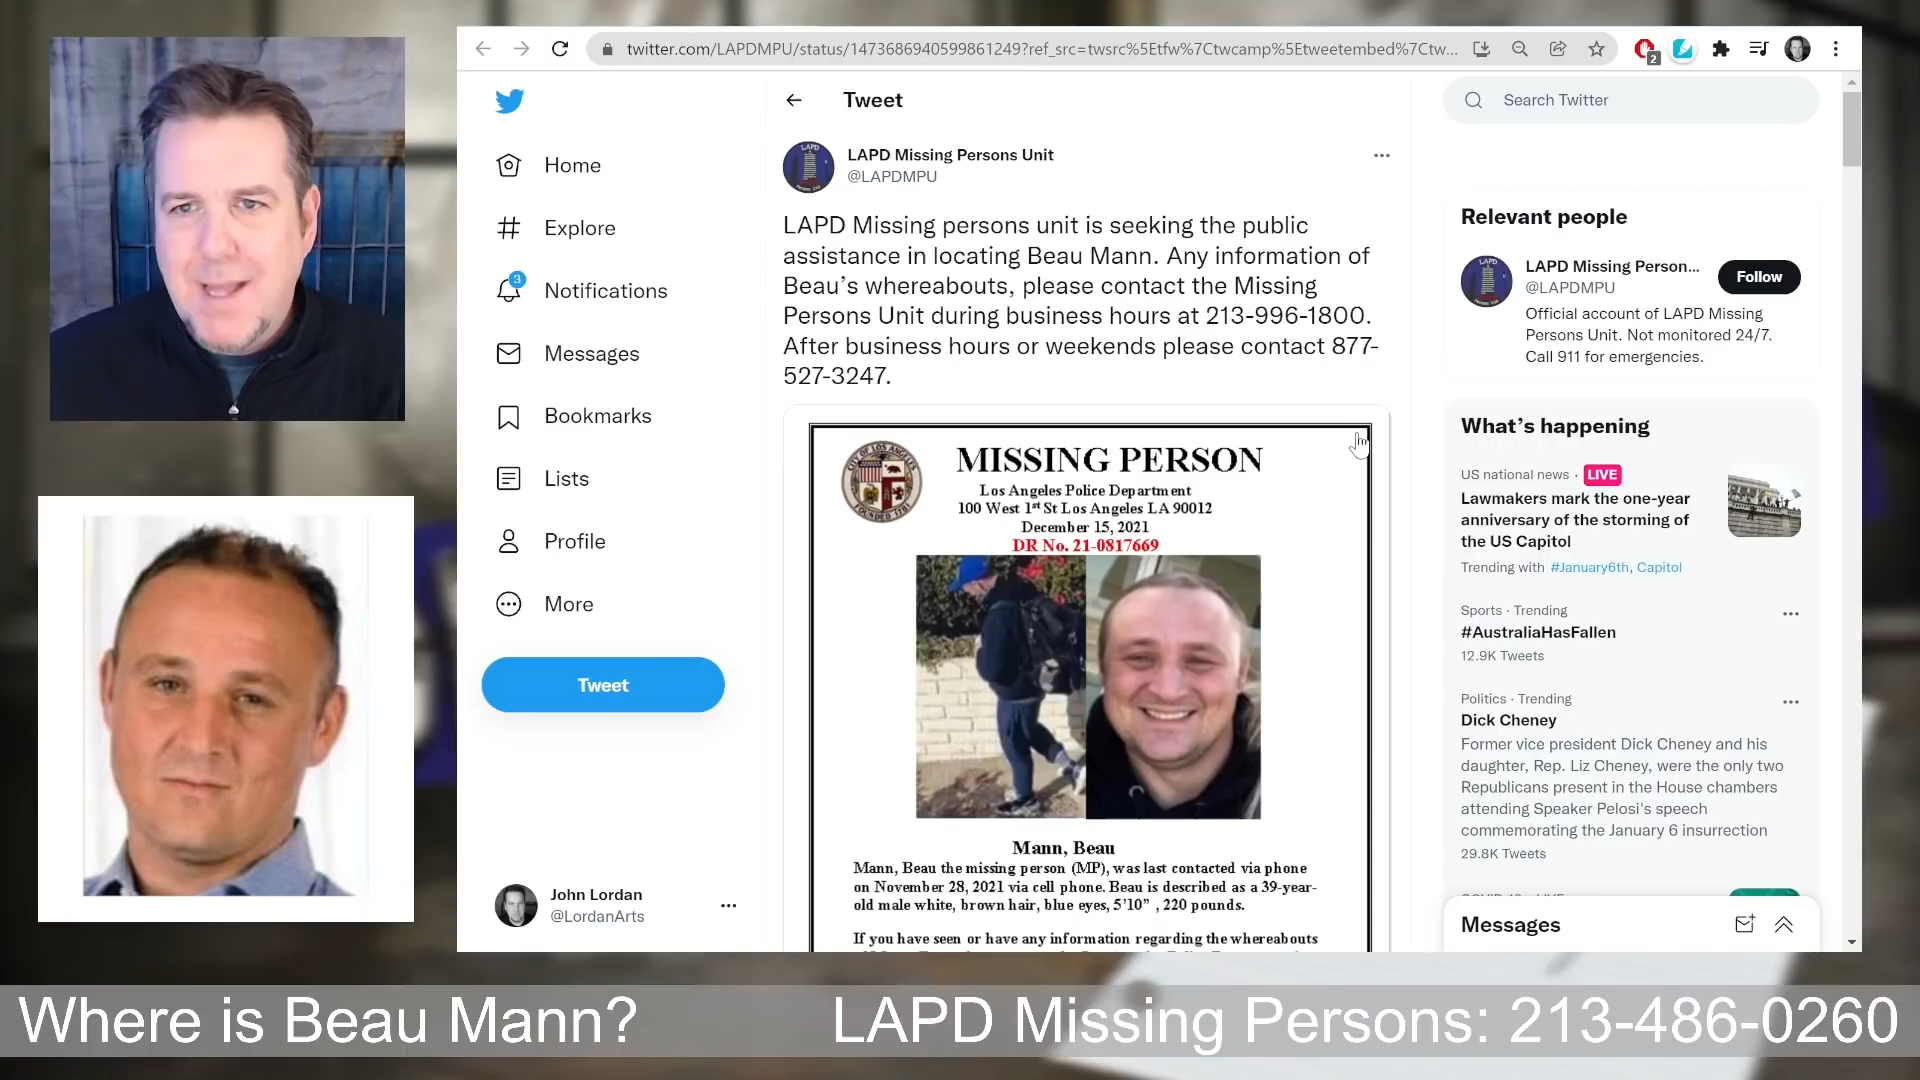 twitter.com/LAPDMPU/status/1473686940599861249?ref_src=twsrc%5Etfw%7Ctwcamp%5Etweetembed%7Ctw...
2
Home
Explore
3
Notifications
Messages
Bookmarks
Lists
Profile
More
Tweet
John Lordan
@LordanArts
Tweet
LAPD Missing Persons Unit
@LAPDMPU
LAPD Missing persons unit is seeking the public
assistance in locating Beau Mann. Any information of
Beau’s whereabouts, please contact the Missing
Persons Unit during business hours at 213-996-1800.
After business hours or weekends please contact 877-
527-3247.
MISSING PERSON
Los Angeles Police Department
100 West 1st St Los Angeles LA 90012
December 15, 2021
DR No. 21-0817669
Mann, Beau
Mann, Beau the missing person (MP), was last contacted via phone
on November 28, 2021 via cell phone. Beau is described as a 39-year-
old male white, brown hair, blue eyes, 5’10” , 220 pounds.
If you have seen or have any information regarding the whereabouts
Search Twitter
Relevant people
LAPD Missing Person...
@LAPDMPU
Follow
Official account of LAPD Missing
Persons Unit. Not monitored 24/7.
Call 911 for emergencies.
What’s happening
US national news · LIVE
Lawmakers mark the one-year
anniversary of the storming of
the US Capitol
Trending with #January6th, Capitol
Sports · Trending
#AustraliaHasFallen
12.9K Tweets
Politics · Trending
Dick Cheney
Former vice president Dick Cheney and his
daughter, Rep. Liz Cheney, were the only two
Republicans present in the House chambers
attending Speaker Pelosi's speech
commemorating the January 6 insurrection
29.8K Tweets
Messages
Where is Beau Mann?
LAPD Missing Persons: 213-486-0260